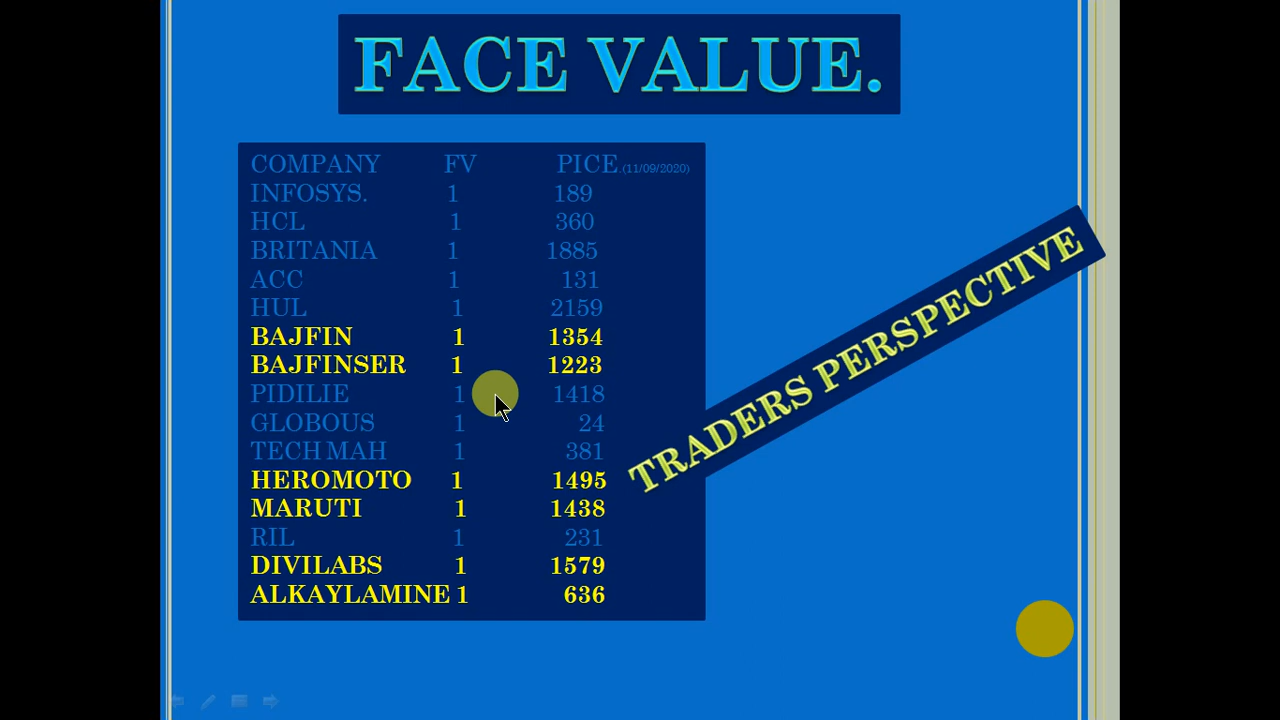 FACE VALUE.
COMPANY FV PICE.(11/09/2020)
INFOSYS. 1 189
HCL 1 360
BRITANIA 1 1885
ACC 1 131
HUL 1 2159
BAJFIN 1 1354
BAJFINSER 1 1223
PIDILIE 1 1418
GLOBOUS 1 24
TECH MAH 1 381
HEROMOTO 1 1495
MARUTI 1 1438
RIL 1 231
DIVILABS 1 1579
ALKAYLAMINE 1 636
TRADERS PERSPECTIVE